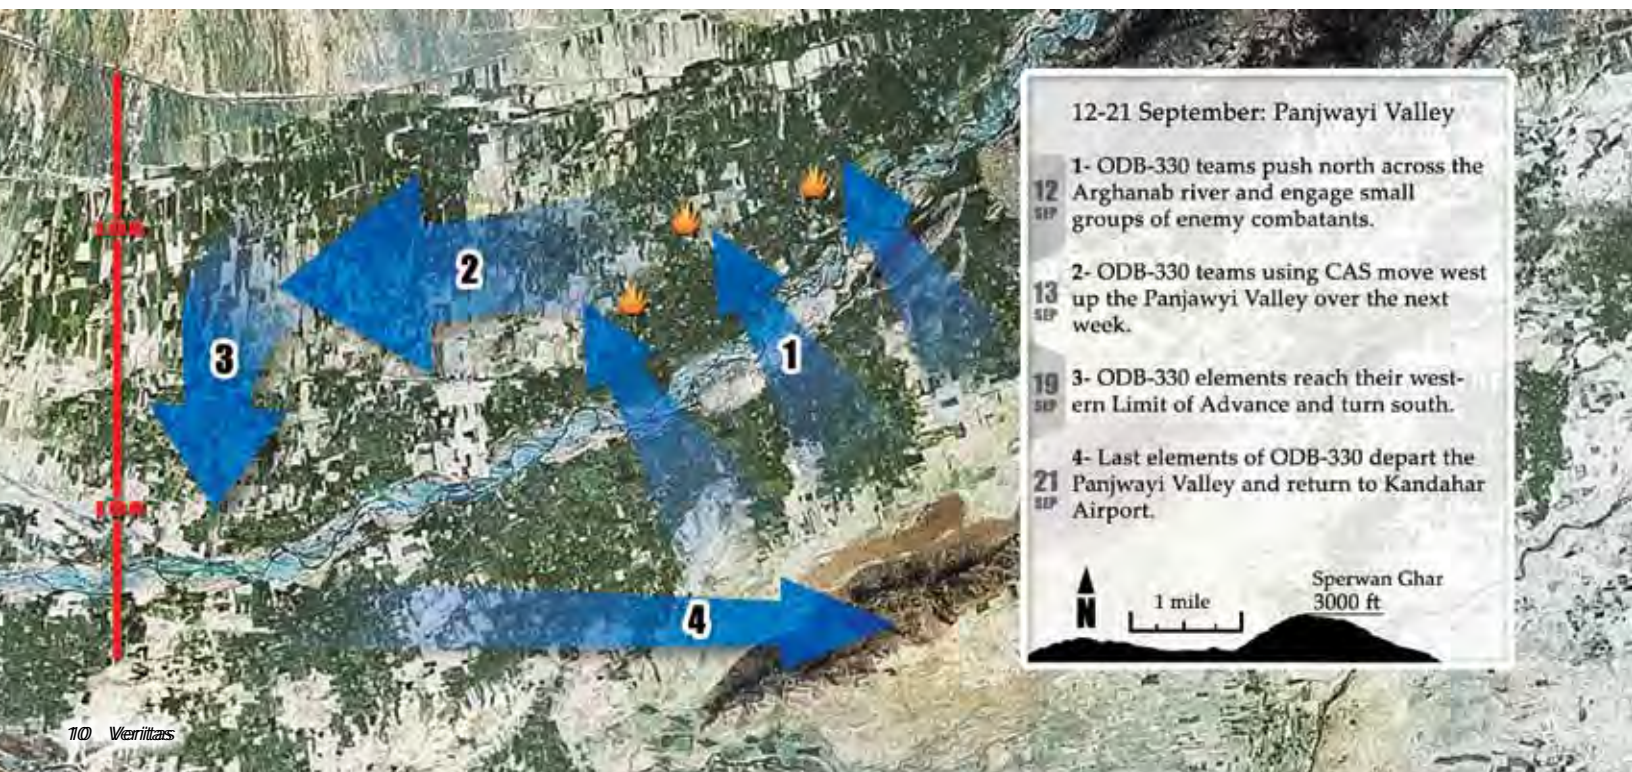 12-21 September: Panjwayi Valley
12
SEP
1- ODB-330 teams push north across the
Arghanab river and engage small
groups of enemy combatants.
13
SEP
2- ODB-330 teams using CAS move west
up the Panjawyi Valley over the next
week.
19
SEP
3- ODB-330 elements reach their west-
ern Limit of Advance and turn south.
21
SEP
4- Last elements of ODB-330 depart the
Panjwayi Valley and return to Kandahar
Airport.
N
1 mile
Sperwan Ghar
3000 ft
2
3
1
4
10 Veritas